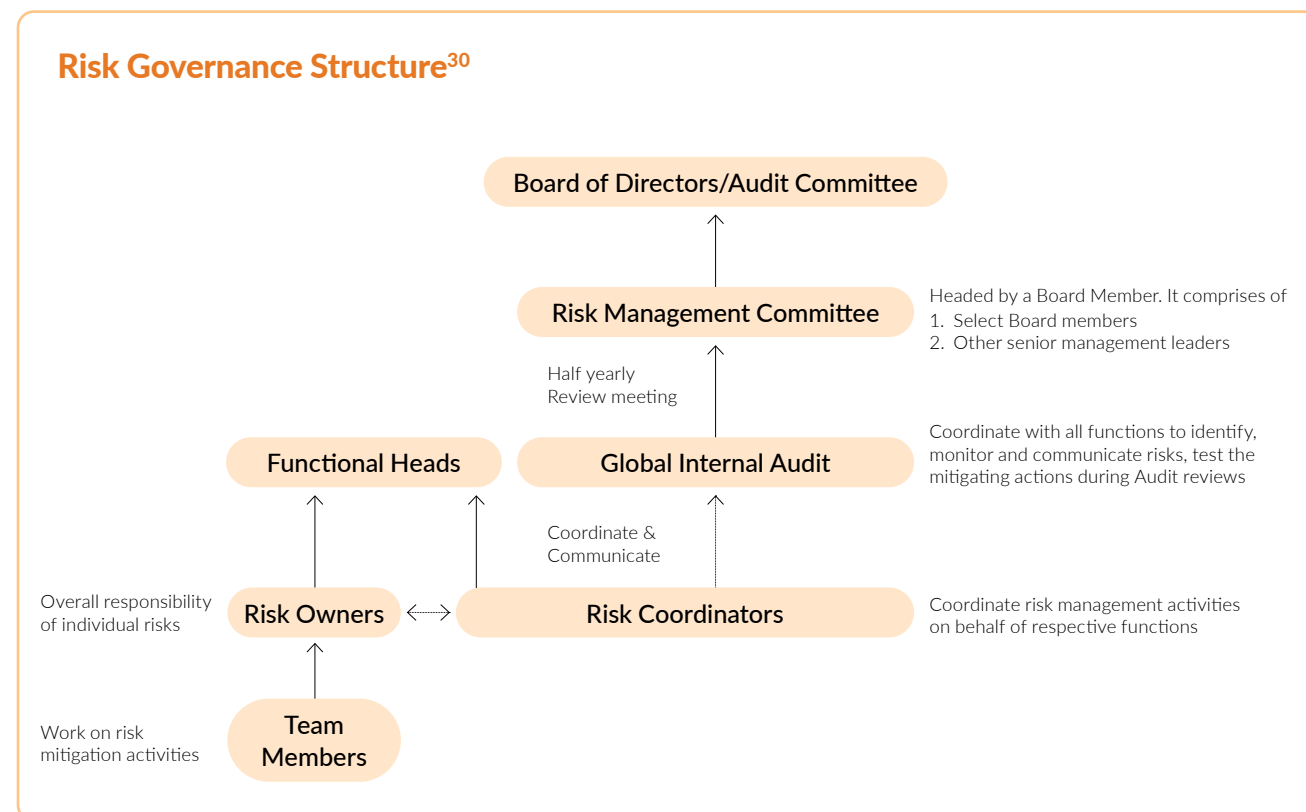 Risk Governance Structure30
Board of Directors/Audit Committee
Risk Management Committee
Headed by a Board Member. It comprises of
1. Select Board members
2. Other senior management leaders
Half yearly
Review meeting
Functional Heads
Global Internal Audit
Coordinate with all functions to identify,
monitor and communicate risks, test the
mitigating actions during Audit reviews
Coordinate &
Communicate
Overall responsibility
of individual risks
Risk Owners
Risk Coordinators
Coordinate risk management activities
on behalf of respective functions
Work on risk
mitigation activities
Team
Members